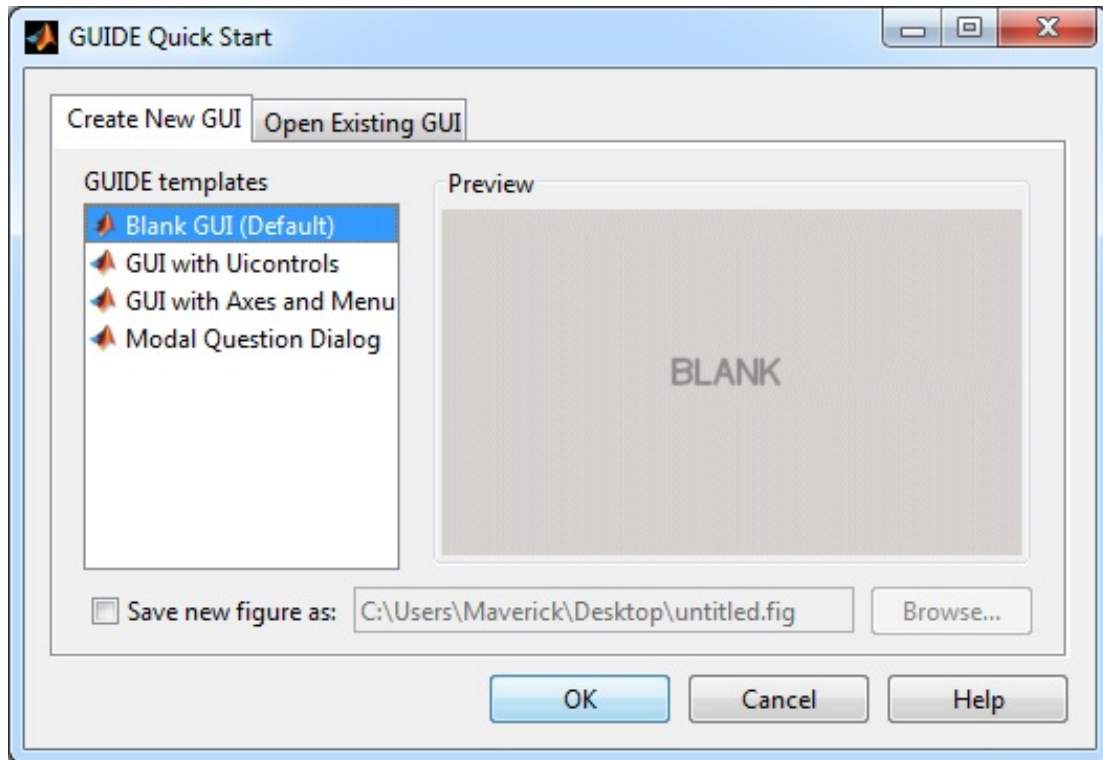 GUIDE Quick Start
Create New GUI
Open Existing GUI
GUIDE templates
Blank GUI (Default)
GUI with Uicontrols
GUI with Axes and Menu
Modal Question Dialog
Preview
BLANK
Save new figure as: C:\Users\Maverick\Desktop\untitled.fig Browse...
OK Cancel Help